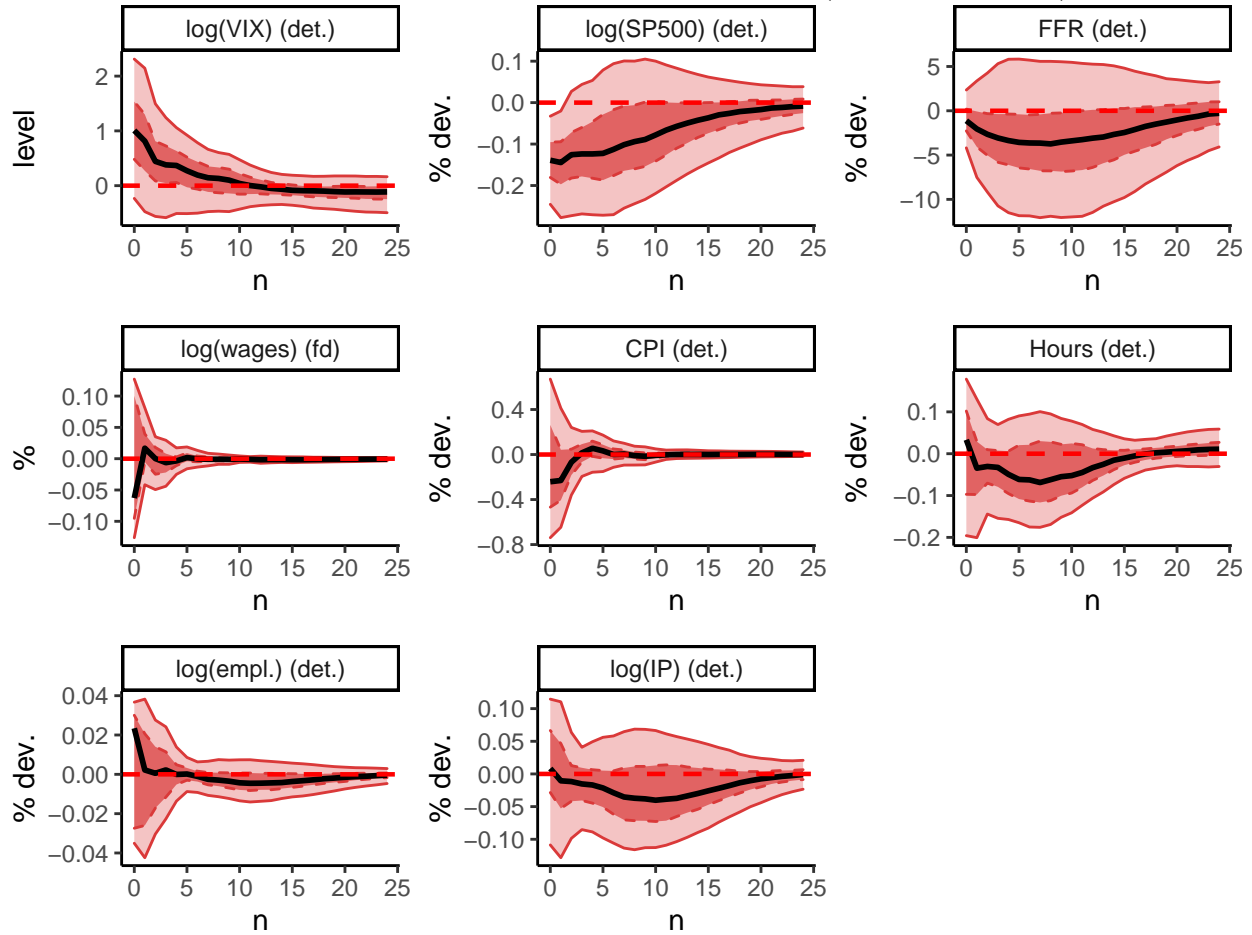 log(VIX) (det.)
log(SP500) (det.)
FFR (det.)
level
2
1
0
0 5 10 15 20 25
n
% dev.
0.1
0.0
−0.1
−0.2
0 5 10 15 20 25
n
% dev.
5
0
−5
−10
0 5 10 15 20 25
n
log(wages) (fd)
CPI (det.)
Hours (det.)
%
0.10
0.05
0.00
−0.05
−0.10
0 5 10 15 20 25
n
% dev.
0.4
0.0
−0.4
−0.8
0 5 10 15 20 25
n
% dev.
0.1
0.0
−0.1
−0.2
0 5 10 15 20 25
n
log(empl.) (det.)
log(IP) (det.)
% dev.
0.04
0.02
0.00
−0.02
−0.04
0 5 10 15 20 25
n
% dev.
0.10
0.05
0.00
−0.05
−0.10
0 5 10 15 20 25
n